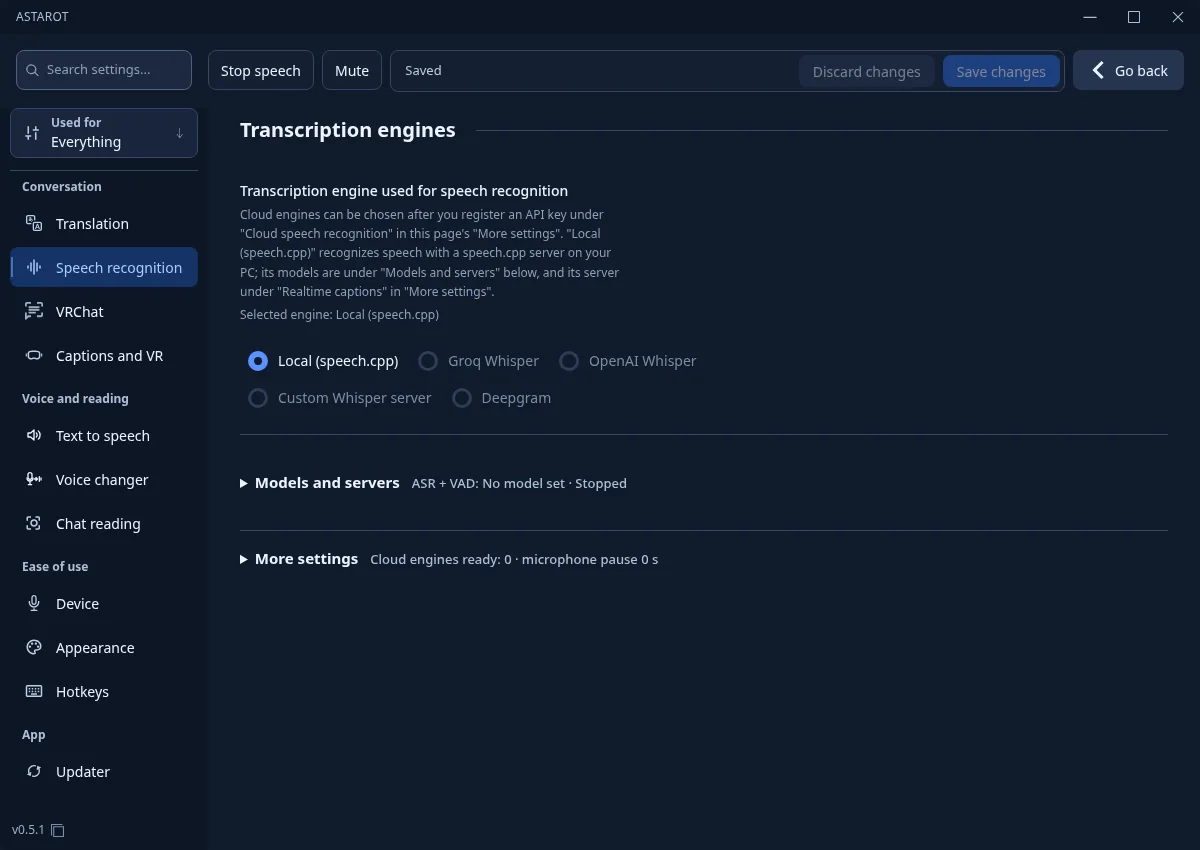 ASTAROT
Search settings...
Stop speech
Mute
Saved
Discard changes
Save changes
Go back
Used for
Everything
Conversation
Translation
Speech recognition
VRChat
Captions and VR
Voice and reading
Text to speech
Voice changer
Chat reading
Ease of use
Device
Appearance
Hotkeys
App
Updater
v0.5.1
Transcription engines
Transcription engine used for speech recognition
Cloud engines can be chosen after you register an API key under
"Cloud speech recognition" in this page's "More settings". "Local
(speech.cpp)" recognizes speech with a speech.cpp server on your
PC; its models are under "Models and servers" below, and its server
under "Realtime captions" in "More settings".
Selected engine: Local (speech.cpp)
Local (speech.cpp)
Groq Whisper
OpenAI Whisper
Custom Whisper server
Deepgram
Models and servers ASR + VAD: No model set · Stopped
More settings Cloud engines ready: 0 · microphone pause 0 s